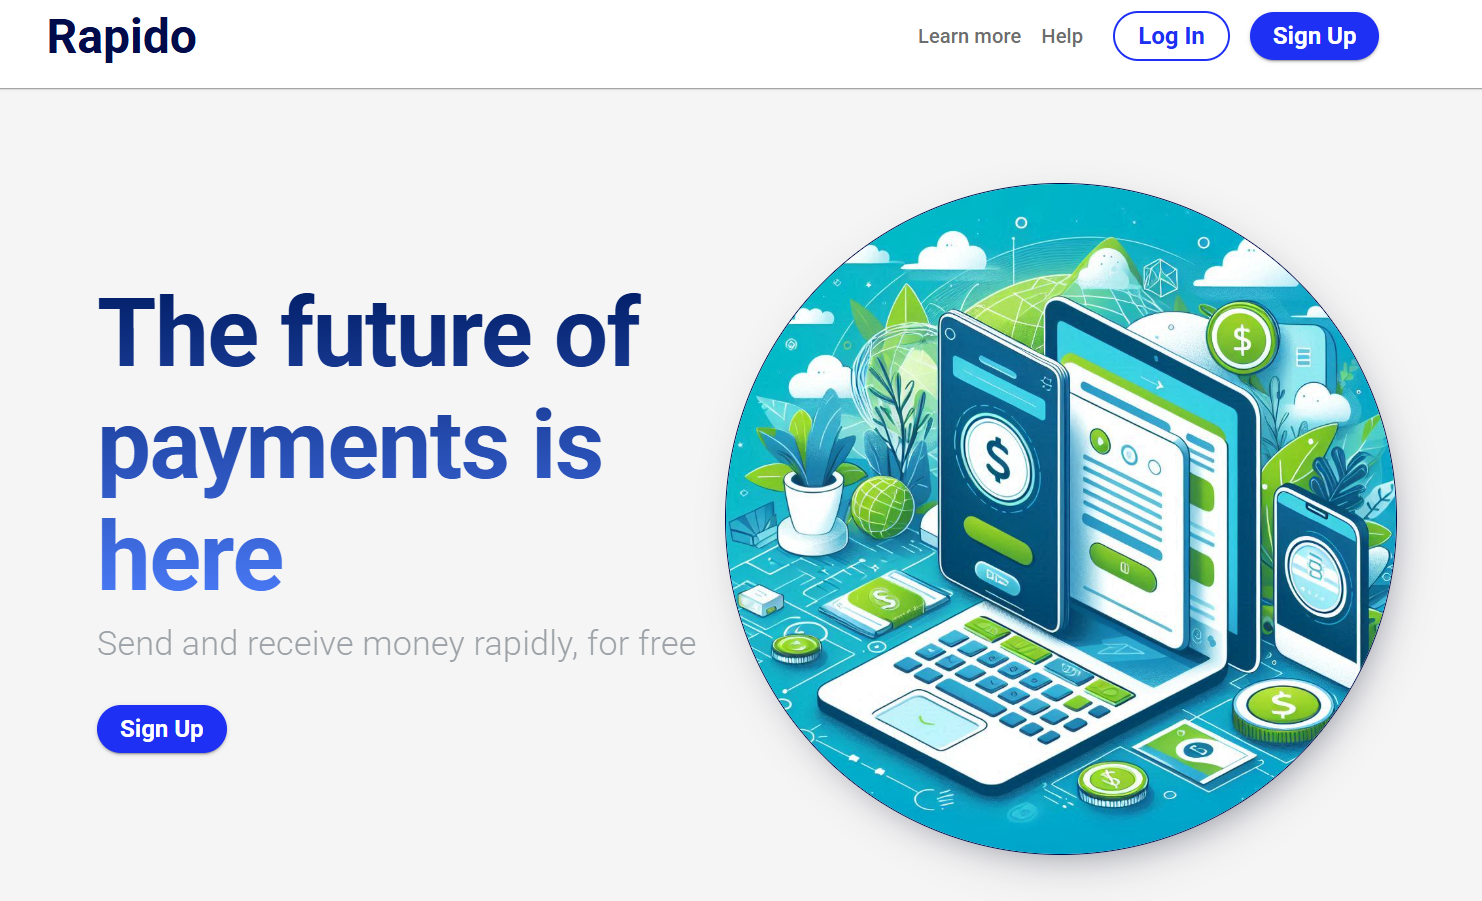 Rapido
Learn more Help Log In Sign Up
The future of
payments is
here
Send and receive money rapidly, for free
Sign Up